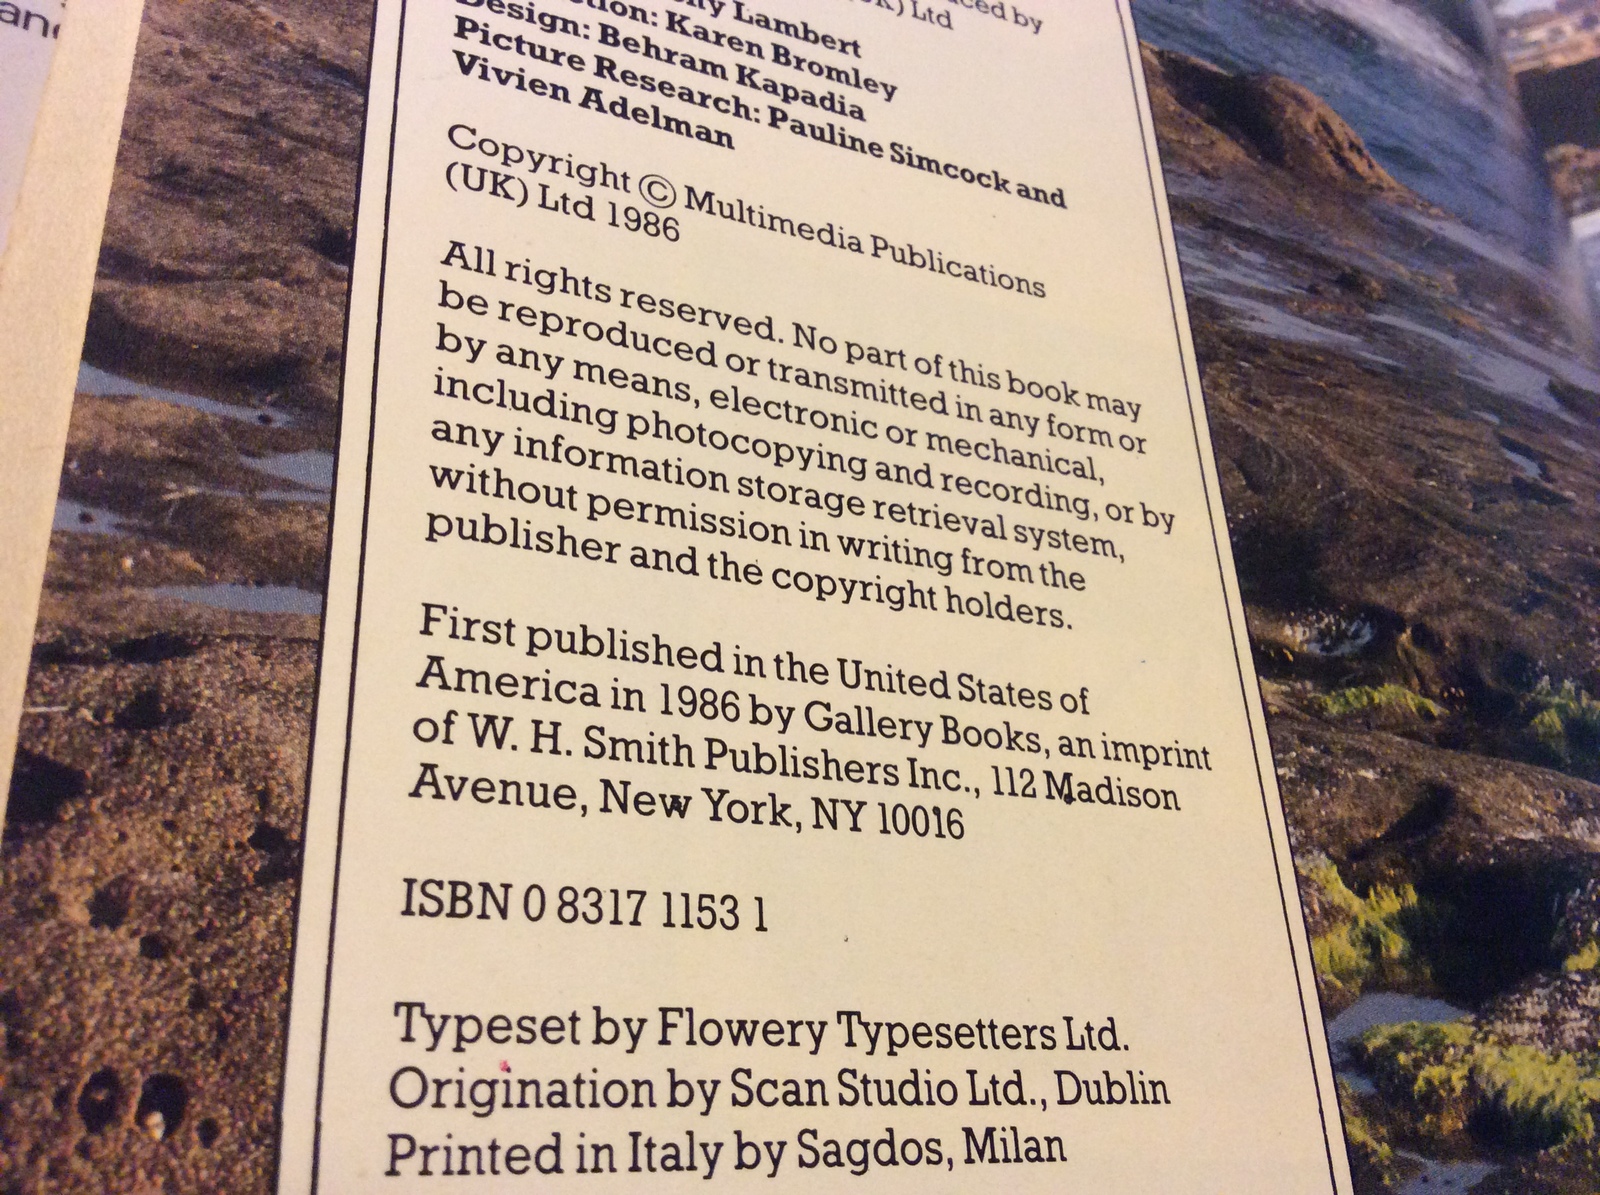 an
ced by
K) Ltd
Lambert
tion: Karen Bromley
Design: Behram Kapadia
Picture Research: Pauline Simcock and
Vivien Adelman
Copyright © Multimedia Publications
(UK) Ltd 1986
All rights reserved. No part of this book may
be reproduced or transmitted in any form or
by any means, electronic or mechanical,
including photocopying and recording, or by
any information storage retrieval system,
without permission in writing from the
publisher and the copyright holders.
First published in the United States of
America in 1986 by Gallery Books, an imprint
of W. H. Smith Publishers Inc., 112 Madison
Avenue, New York, NY 10016
ISBN 0 8317 1153 1
Typeset by Flowery Typesetters Ltd.
Origination by Scan Studio Ltd., Dublin
Printed in Italy by Sagdos, Milan